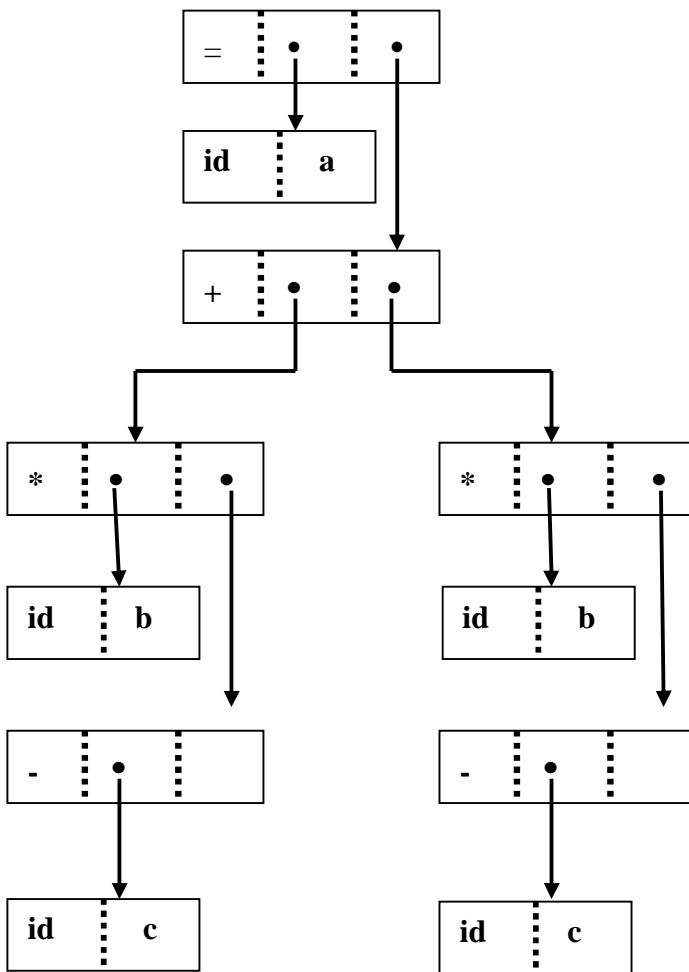 =
id a
+
* *
id b id b
- -
id c id c